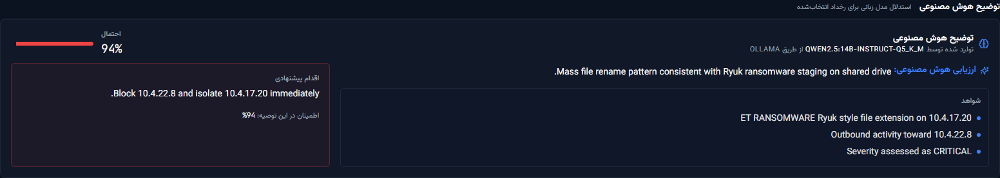 توضیح هوش مصنوعی استدلال مدل زبانی برای رخداد انتخاب‌شده
توضیح هوش مصنوعی
تولید شده توسط QWEN2.5:14B-INSTRUCT-Q5_K_M از طریق OLLAMA
احتمال
94%
ارزیابی هوش مصنوعی: Mass file rename pattern consistent with Ryuk ransomware staging on shared drive.
شواهد
ET RANSOMWARE Ryuk style file extension on 10.4.17.20
Outbound activity toward 10.4.22.8
Severity assessed as CRITICAL
اقدام پیشنهادی
Block 10.4.22.8 and isolate 10.4.17.20 immediately.
اطمینان در این توصیه: 94%